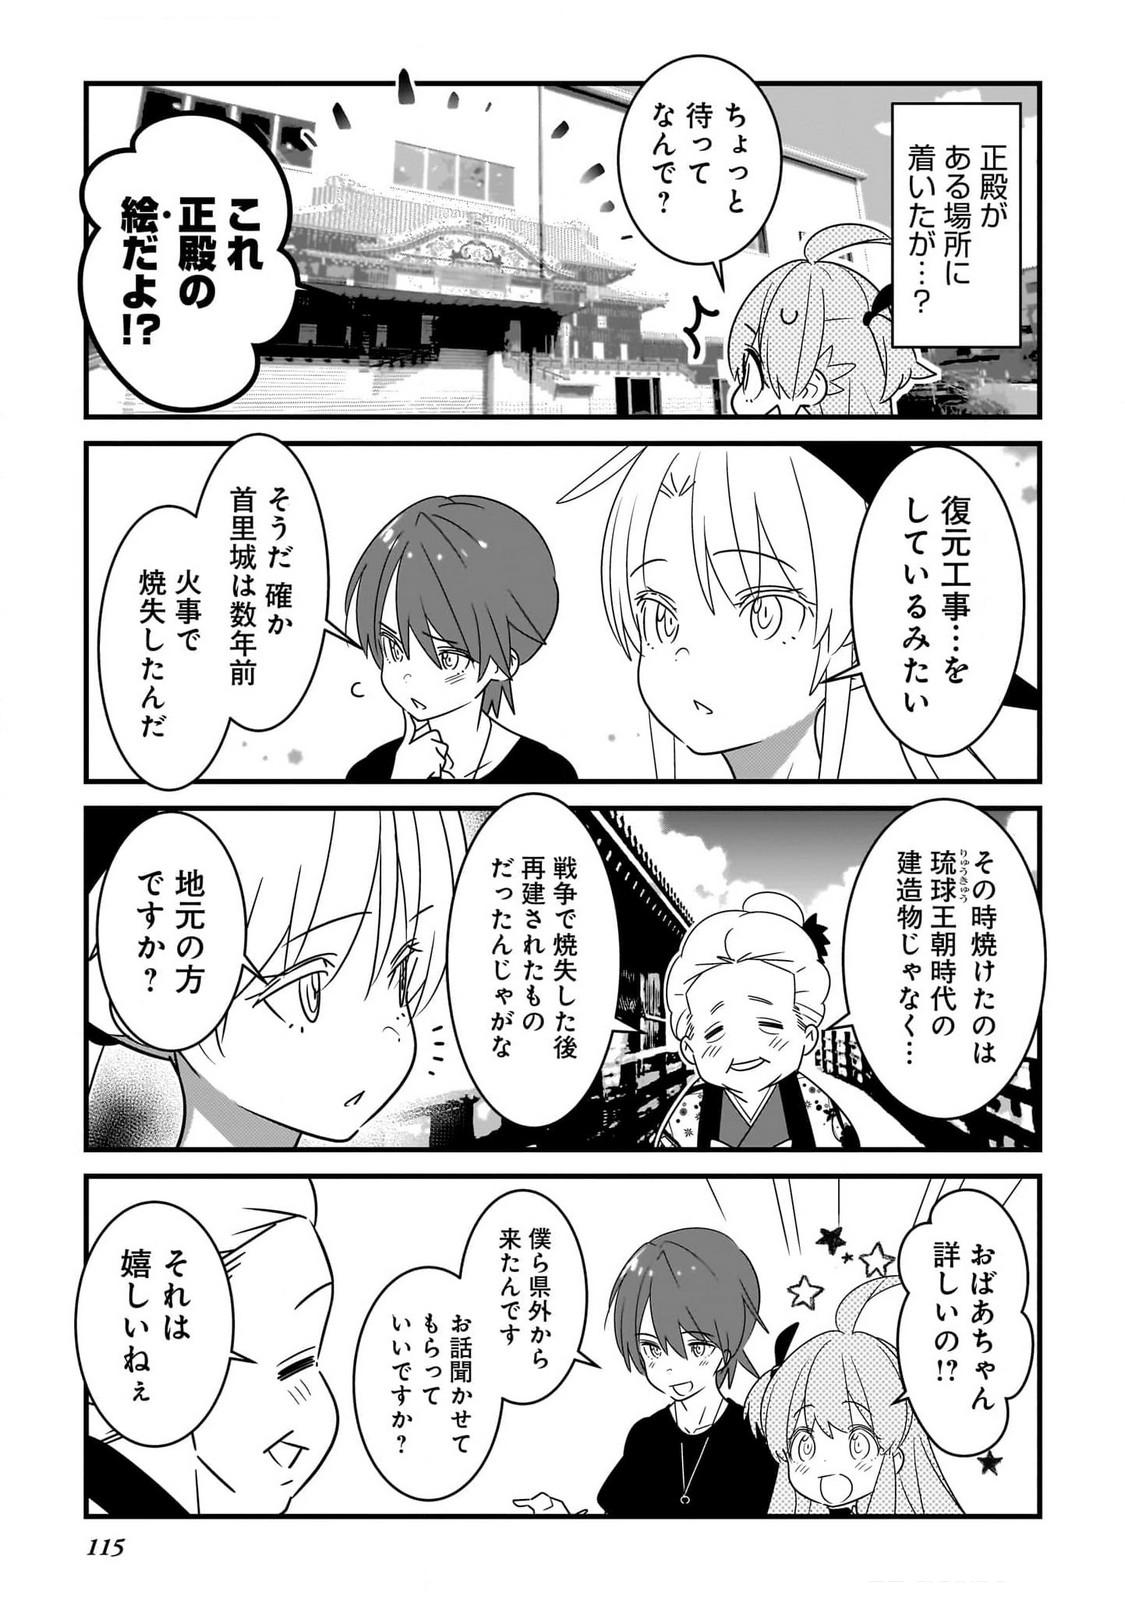 正殿が
ある場所に
着いたが…？
ちょっと
待って
なんで？
これ
正殿の
絵だよ!?
復元工事…を
しているみたい
そうだ 確か
首里城は数年前
火事で
焼失したんだ
その時焼けたのは
琉球王朝時代の
りゅうきゅう
建造物じゃなく…
戦争で焼失した後
再建されたもの
だったんじゃがな
地元の方
ですか？
おばあちゃん
詳しいの!?
僕ら県外から
来たんです
お話聞かせて
もらって
いいですか？
それは
嬉しいねぇ
115